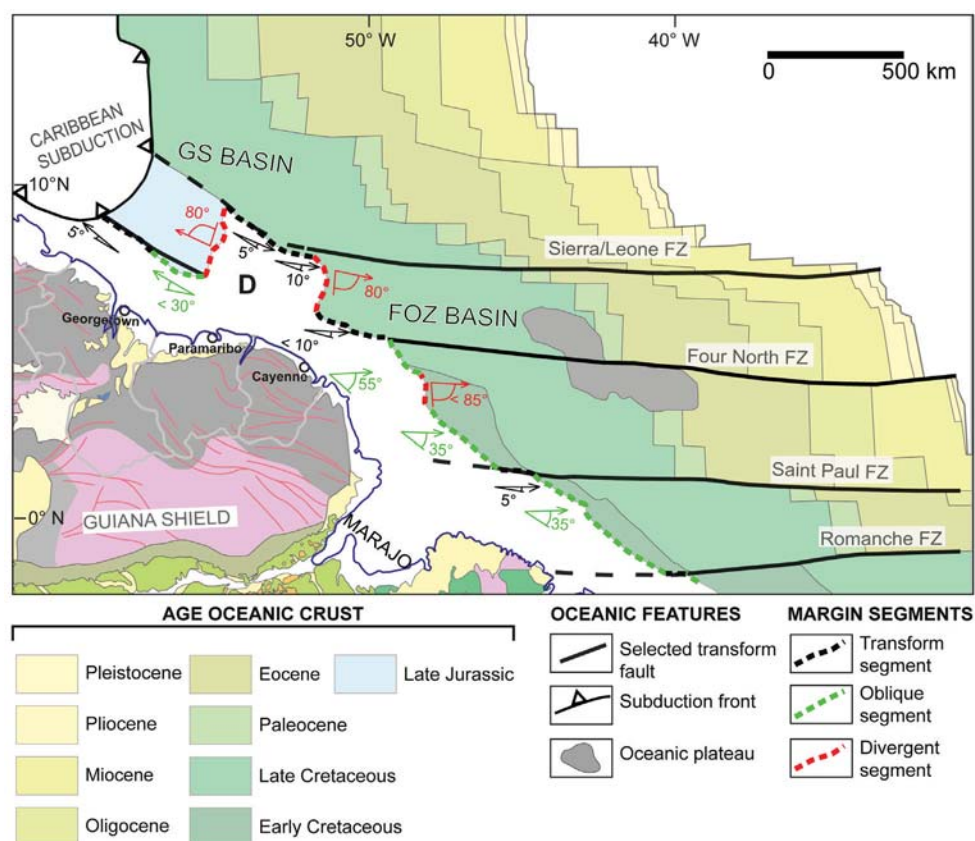 50° W
40° W
0
500 km
CARIBBEAN
SUBDUCTION
GS BASIN
10°N
80°
5°
5°
Sierra/Leone FZ
10°
D
80°
< 30°
FOZ BASIN
Georgetown
Paramaribo
< 10°
Four North FZ
Cayenne
55°
< 85°
35°
Saint Paul FZ
5°
0° N
GUIANA SHIELD
35°
MARAJO
Romanche FZ
AGE OCEANIC CRUST
Pleistocene
Pliocene
Miocene
Oligocene
Eocene
Paleocene
Late Cretaceous
Early Cretaceous
Late Jurassic
OCEANIC FEATURES
Selected transform
fault
Subduction front
Oceanic plateau
MARGIN SEGMENTS
Transform
segment
Oblique
segment
Divergent
segment